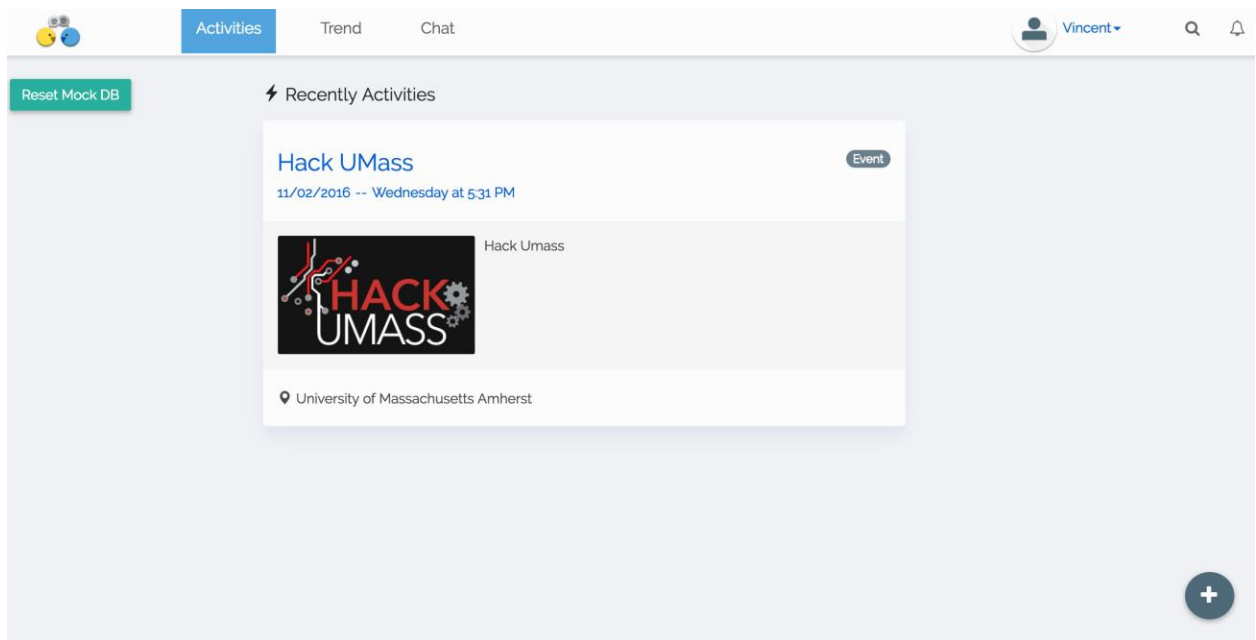 Activities Trend Chat Vincent
Reset Mock DB
Recently Activities
Hack UMass
Event
11/02/2016 -- Wednesday at 5:31 PM
Hack Umass
HACK
UMASS
University of Massachusetts Amherst